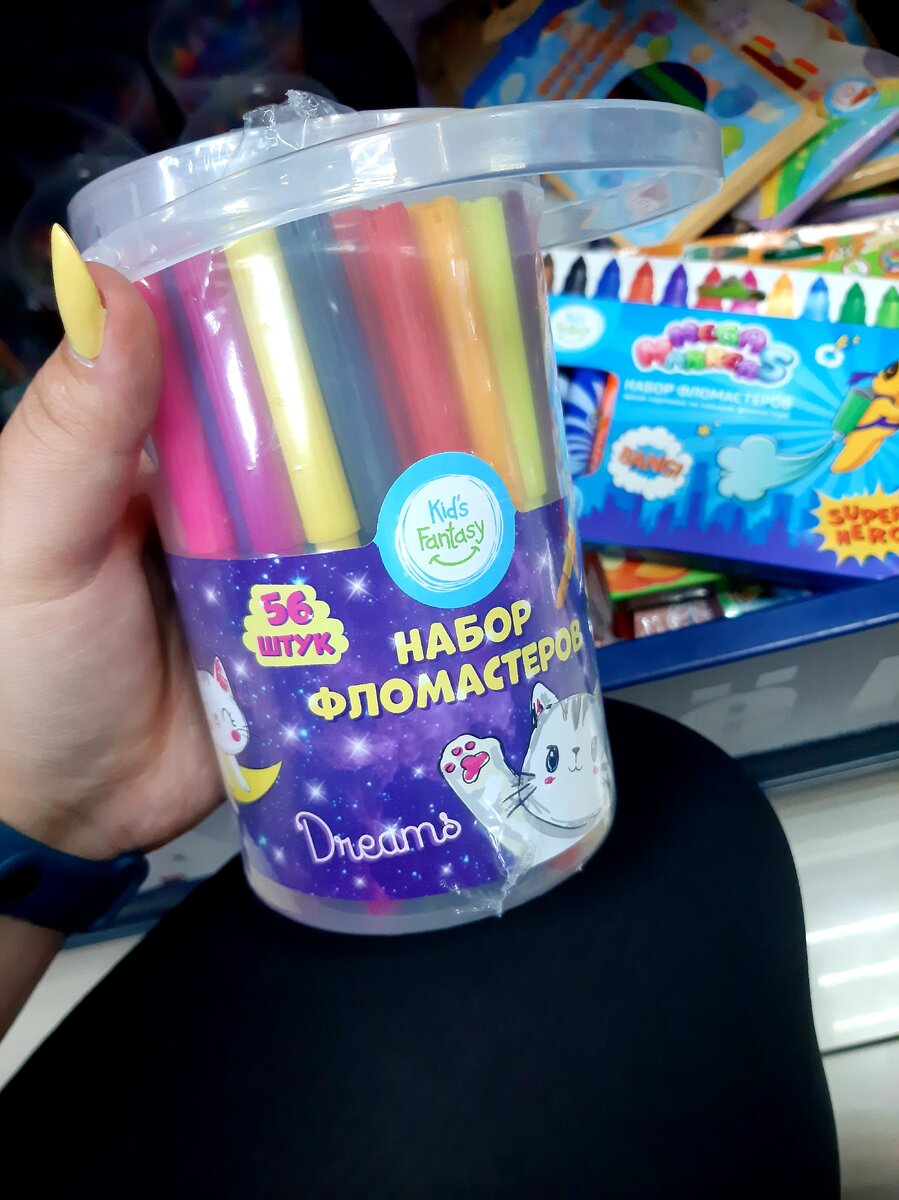 Kid's
Fantasy
56
ШТУК
НАБОР
ФЛОМАСТЕРОВ
Dreams
MEGA
MARKERS
НАБОР ФЛОМАСТЕРОВ
BANG!
SUPER
HERO